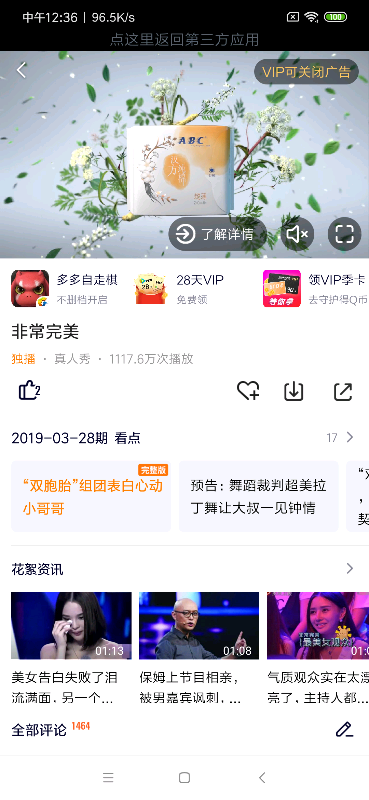 中午12:36 | 96.5K/s
100
点这里返回第三方应用
VIP可关闭广告
ABC
了解详情
多多自走棋
不删档开启
28天VIP
免费领
领VIP季卡
去守护得Q币
非常完美
独播 · 真人秀 · 1117.6万次播放
2
2019-03-28期 看点
17
完整版
“双胞胎”组团表白心动
小哥哥
预告：舞蹈裁判超美拉
丁舞让大叔一见钟情
花絮资讯
01:13
01:08
最美女观众
美女告白失败了泪
流满面，另一个...
保姆上节目相亲，
被男嘉宾讽刺，...
气质观众实在太漂
亮了，主持人都...
全部评论 1464